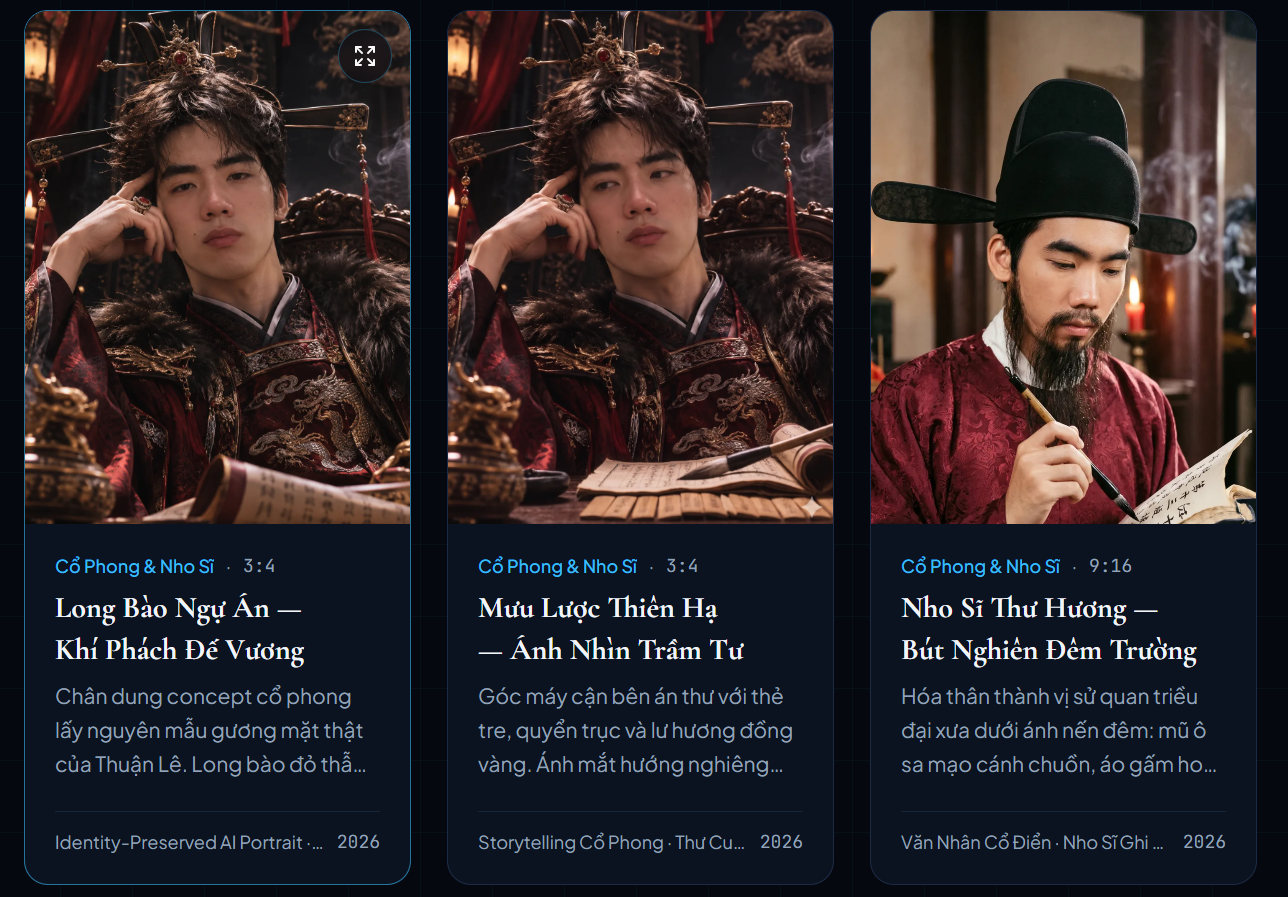 Cổ Phong & Nho Sĩ · 3:4
Long Bào Ngự Án —
Khí Phách Đế Vương
Chân dung concept cổ phong
lấy nguyên mẫu gương mặt thật
của Thuận Lê. Long bào đỏ thẫ...
Identity-Preserved AI Portrait ·... 2026
Cổ Phong & Nho Sĩ · 3:4
Mưu Lược Thiên Hạ
— Ánh Nhìn Trầm Tư
Góc máy cận bên án thư với thẻ
tre, quyển trục và lư hương đồng
vàng. Ánh mắt hướng nghiêng...
Storytelling Cổ Phong · Thư Cu... 2026
Cổ Phong & Nho Sĩ · 9:16
Nho Sĩ Thư Hương —
Bút Nghiên Đêm Trường
Hóa thân thành vị sử quan triều
đại xưa dưới ánh nến đêm: mũ ô
sa mạo cánh chuồn, áo gấm ho...
Văn Nhân Cổ Điển · Nho Sĩ Ghi ... 2026